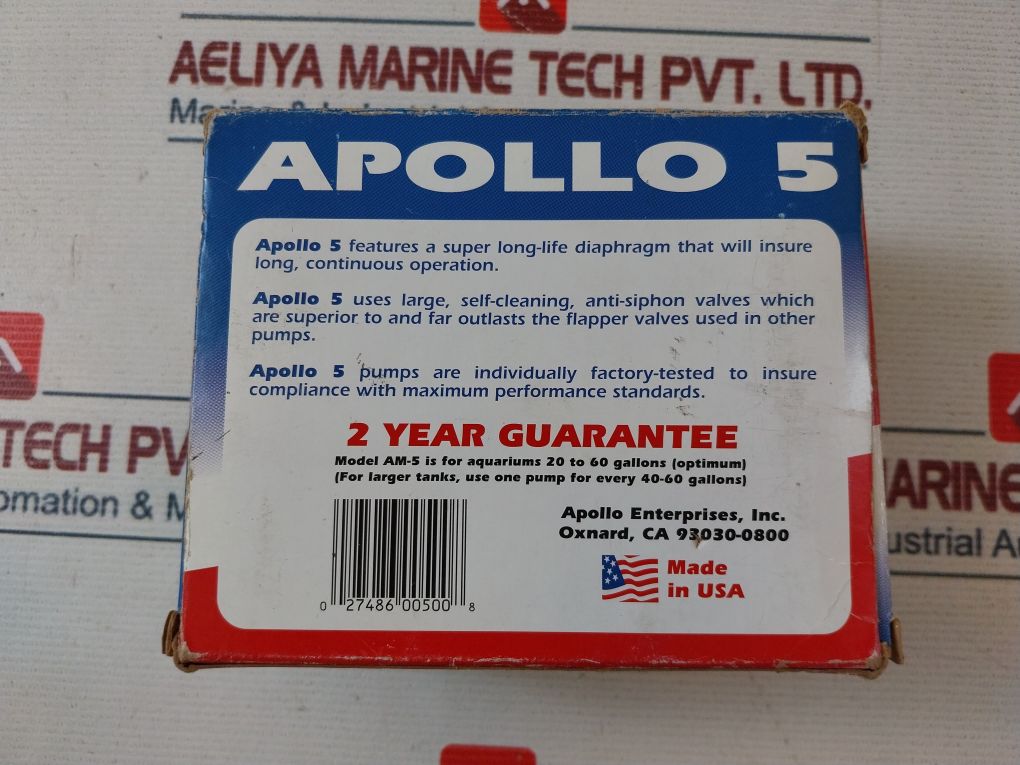 AELIYA MARINE TECH PVT. LTD.
APOLLO 5
Apollo 5 features a super long-life diaphragm that will insure
long, continuous operation.
Apollo 5 uses large, self-cleaning, anti-siphon valves which
are superior to and far outlasts the flapper valves used in other
pumps.
Apollo 5 pumps are individually factory-tested to insure
compliance with maximum performance standards.
2 YEAR GUARANTEE
Model AM-5 is for aquariums 20 to 60 gallons (optimum)
(For larger tanks, use one pump for every 40-60 gallons)
Apollo Enterprises, Inc.
Oxnard, CA 93030-0800
Made
in USA
0 27486 00500 8
TECH PV
omation & M
ARINE
ustrial Au